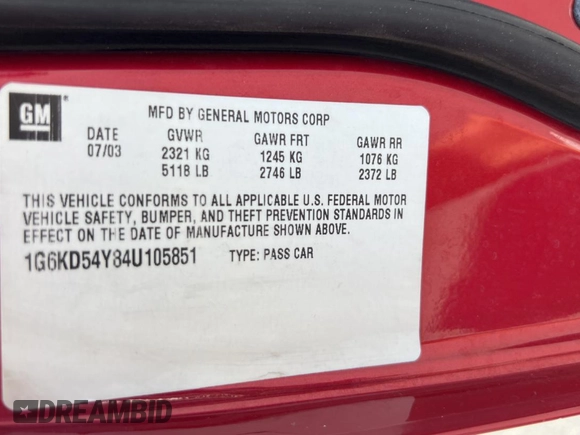 GM
MFD BY GENERAL MOTORS CORP
DATE GVWR GAWR FRT GAWR RR
07/03 2321 KG 1245 KG 1076 KG
5118 LB 2746 LB 2372 LB
THIS VEHICLE CONFORMS TO ALL APPLICABLE U.S. FEDERAL MOTOR
VEHICLE SAFETY, BUMPER, AND THEFT PREVENTION STANDARDS IN
EFFECT ON THE DATE OF MANUFACTURE SHOWN ABOVE.
1G6KD54Y84U105851 TYPE: PASS CAR
DREAMBID